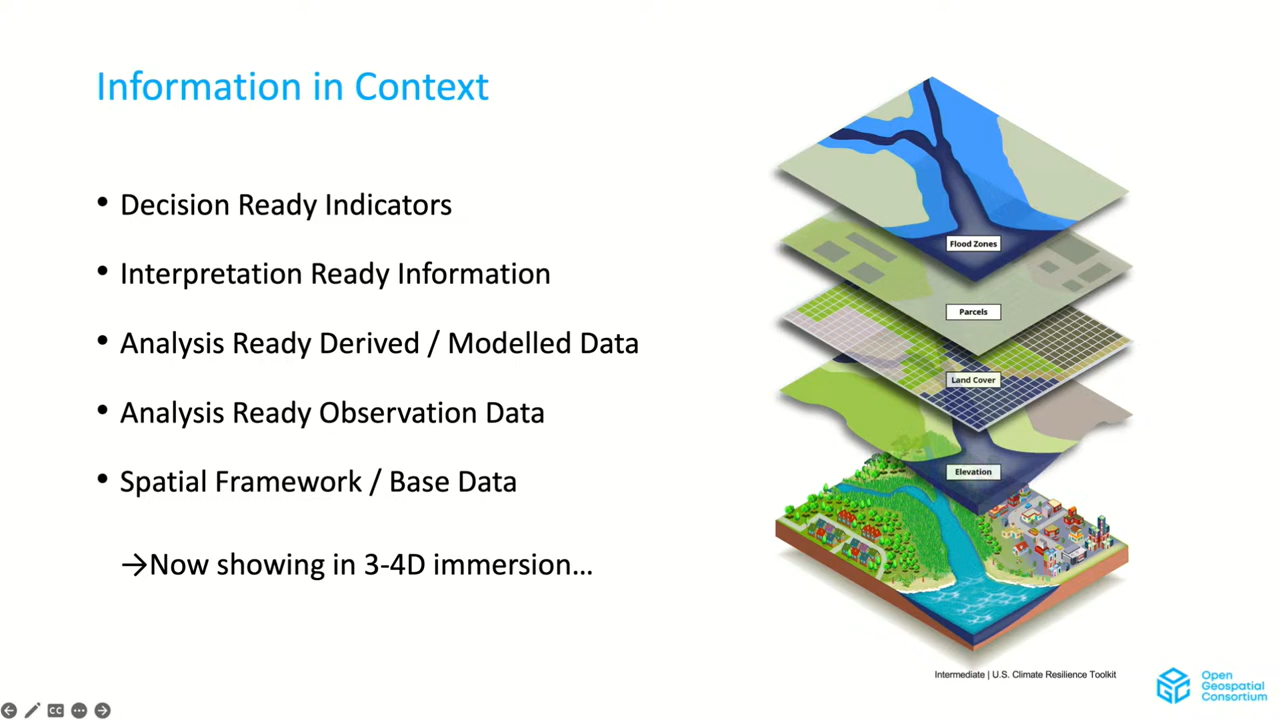 Information in Context
• Decision Ready Indicators
• Interpretation Ready Information
• Analysis Ready Derived / Modelled Data
• Analysis Ready Observation Data
• Spatial Framework / Base Data
→Now showing in 3-4D immersion…
Flood Zones
Parcels
Land Cover
Elevation
Intermediate | U.S. Climate Resilience Toolkit
Open
Geospatial
Consortium
CC